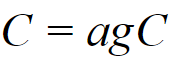 C = agC